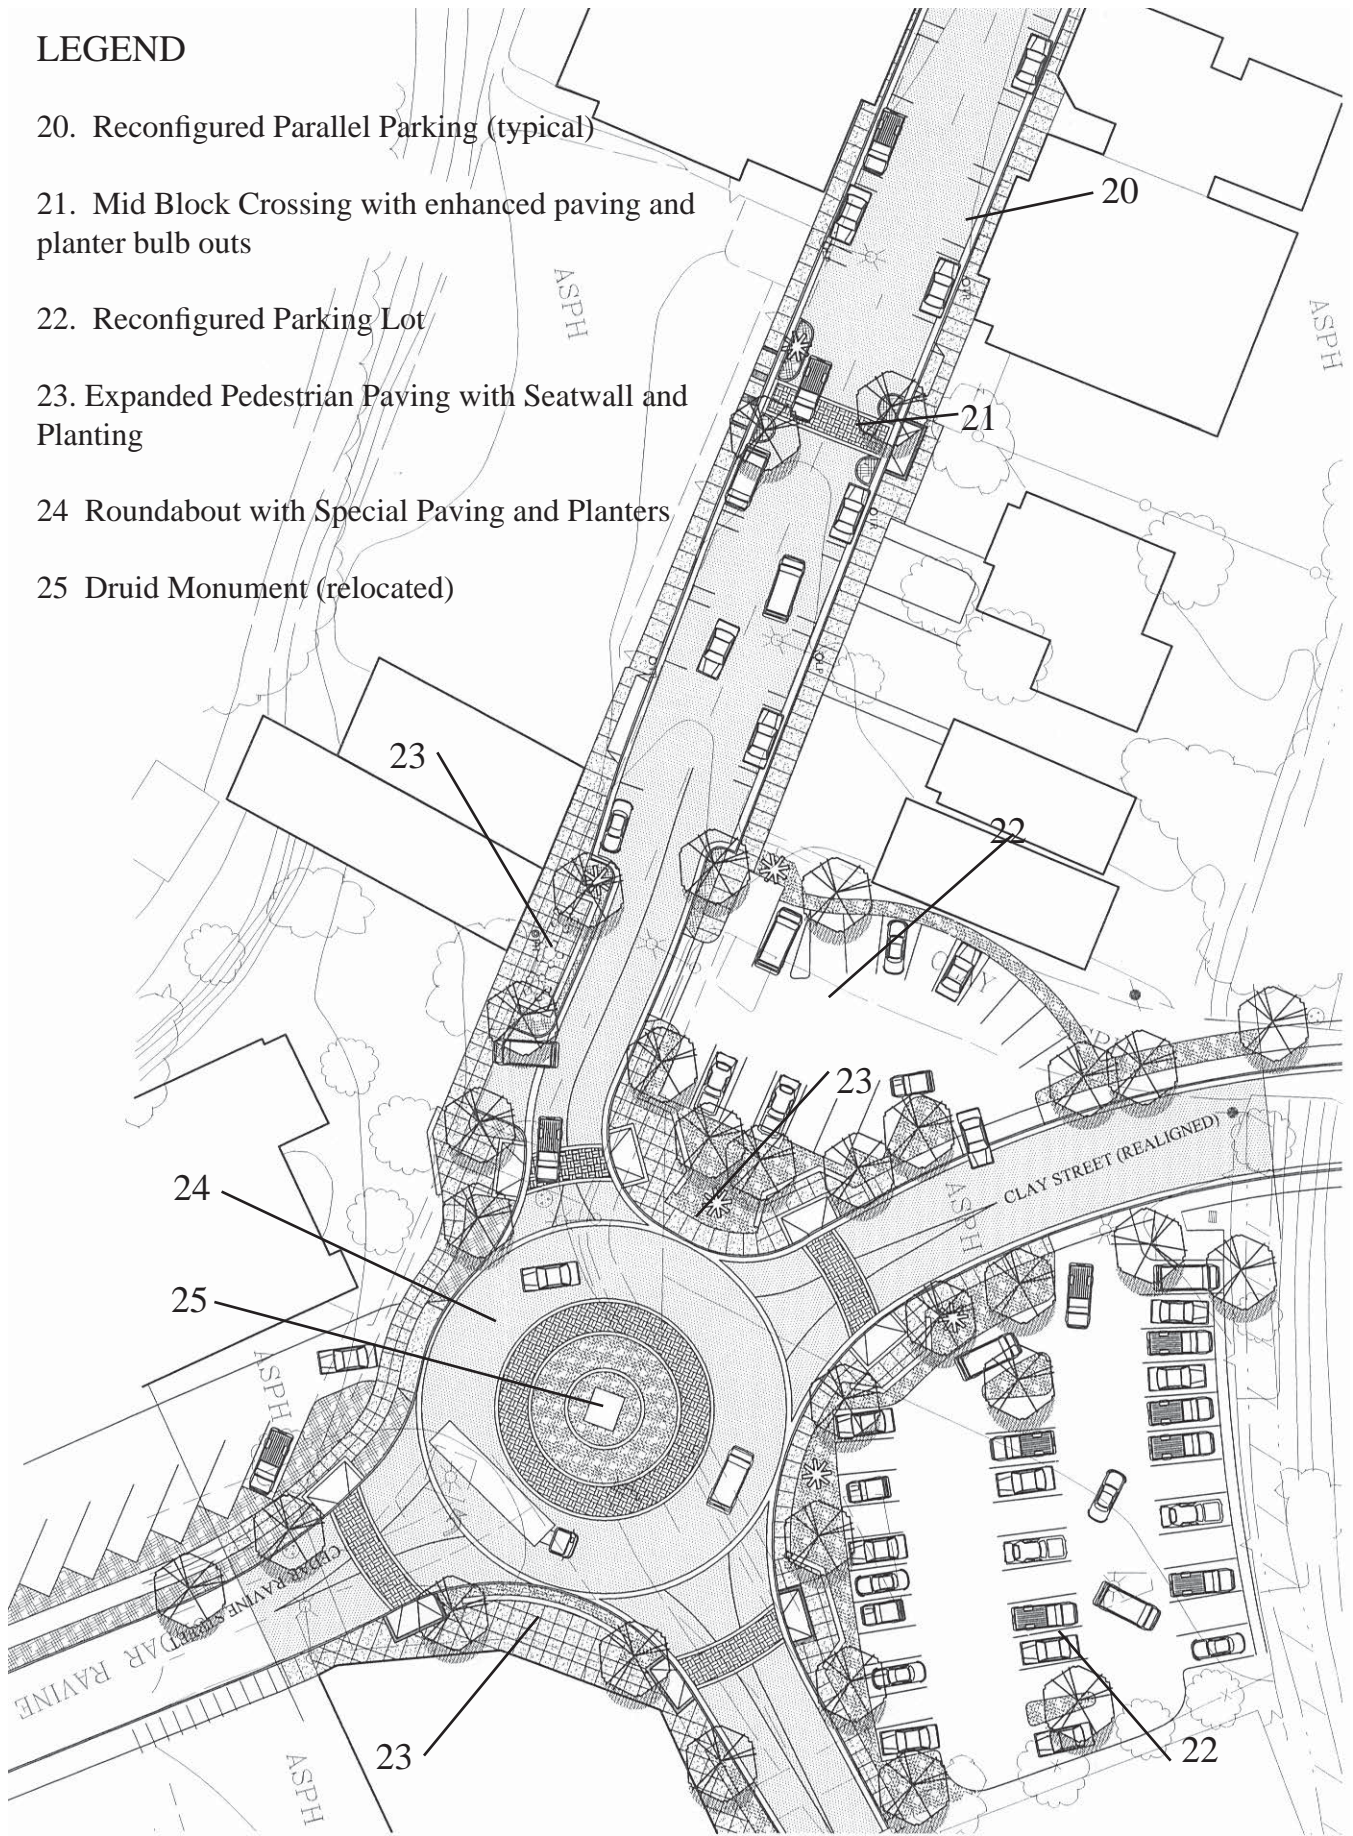 LEGEND
20. Reconfigured Parallel Parking (typical)
21. Mid Block Crossing with enhanced paving and
planter bulb outs
22. Reconfigured Parking Lot
23. Expanded Pedestrian Paving with Seatwall and
Planting
24 Roundabout with Special Paving and Planters
25 Druid Monument (relocated)
20
ASPH
ASPH
21
23
22
23
CLAY STREET (REALIGNED)
24
ASPH
25
ASPH
CEDAR RAVINE
DAR RAVINE
23
22
ASPH